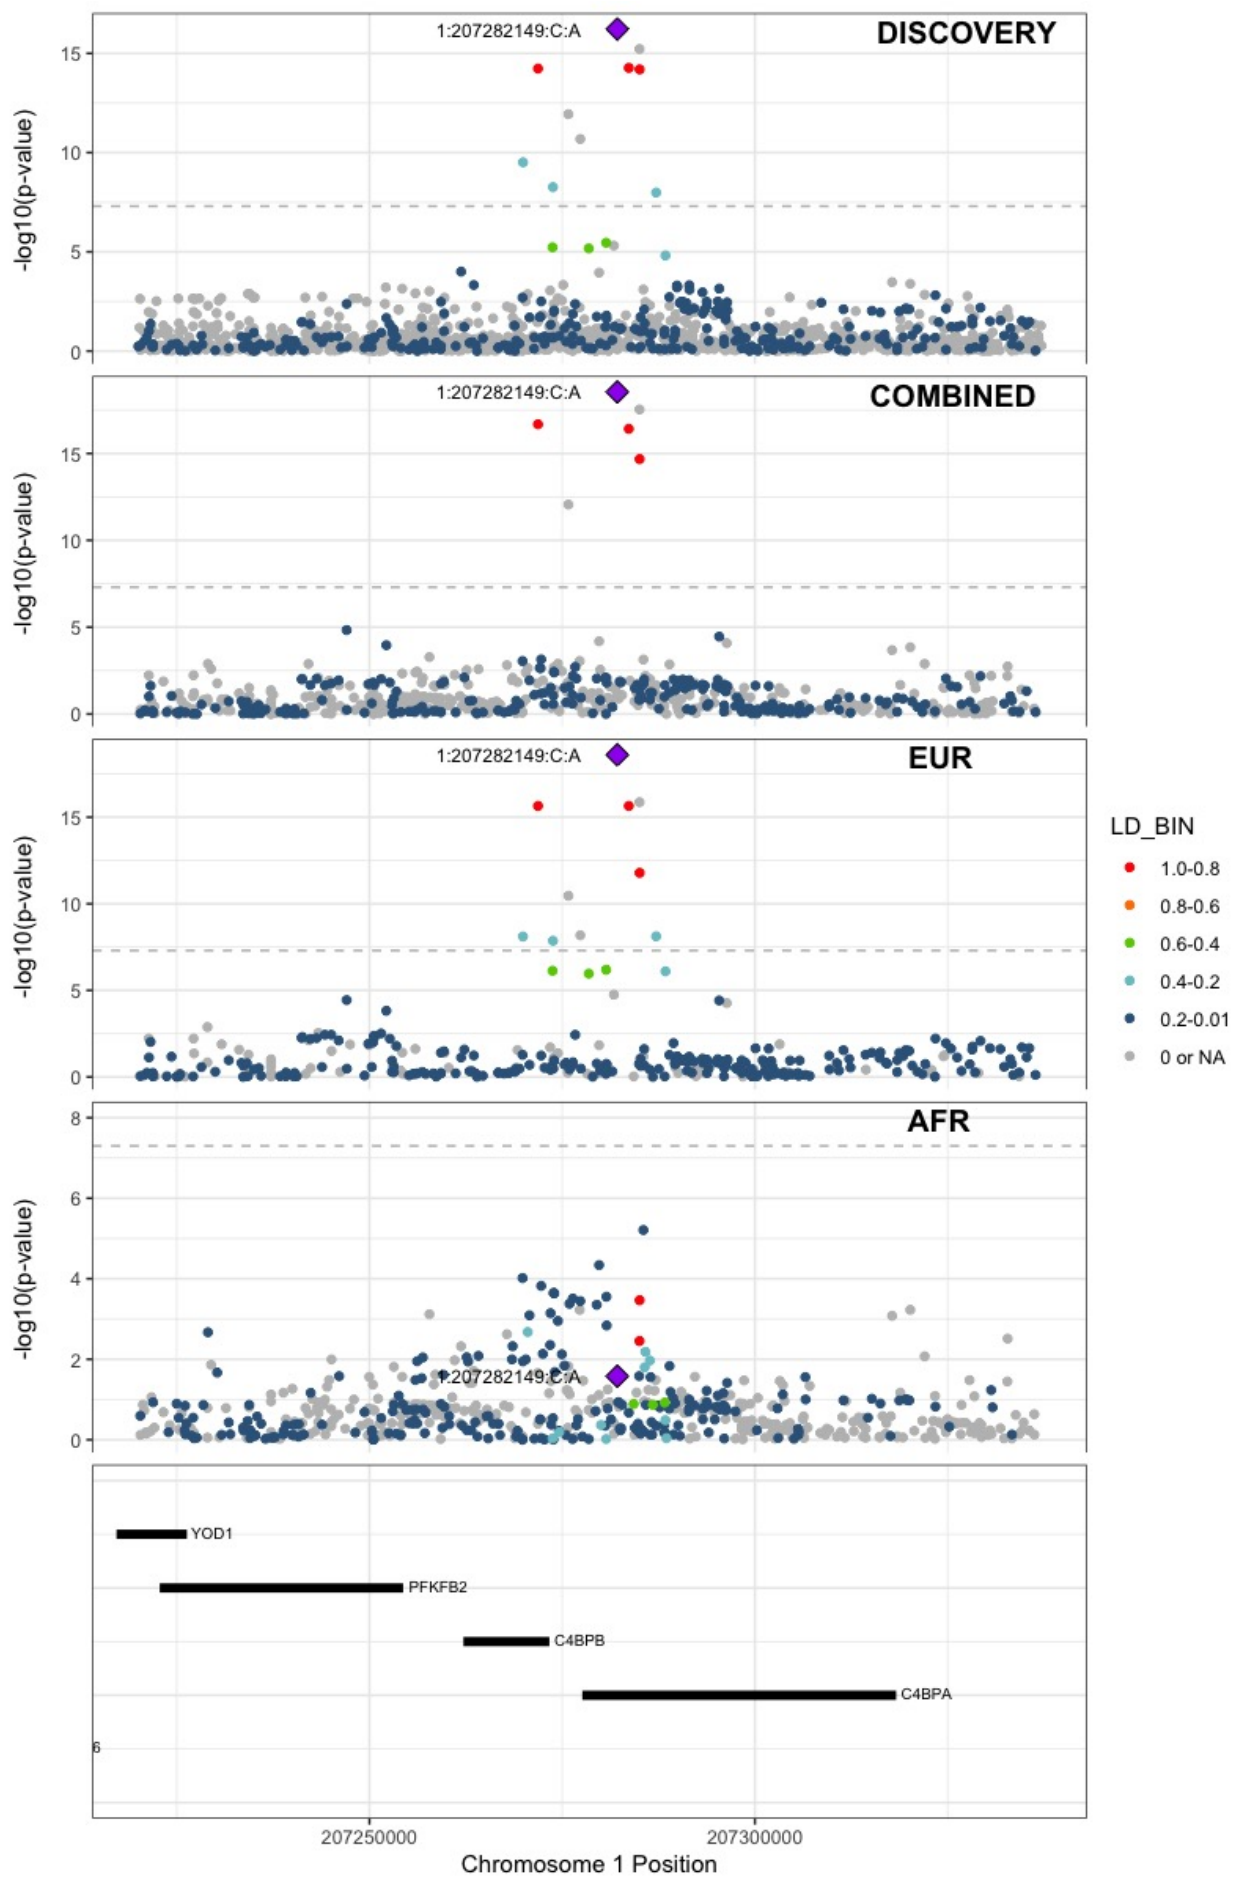 DISCOVERY
1:207282149:C:A
-log10(p-value)
15
10
5
0
COMBINED
1:207282149:C:A
-log10(p-value)
15
10
5
0
EUR
1:207282149:C:A
-log10(p-value)
15
10
5
0
AFR
1:207282149:C:A
-log10(p-value)
8
6
4
2
0
LD_BIN
1.0-0.8
0.8-0.6
0.6-0.4
0.4-0.2
0.2-0.01
0 or NA
YOD1
PFKFB2
C4BPB
C4BPA
6
207250000
207300000
Chromosome 1 Position